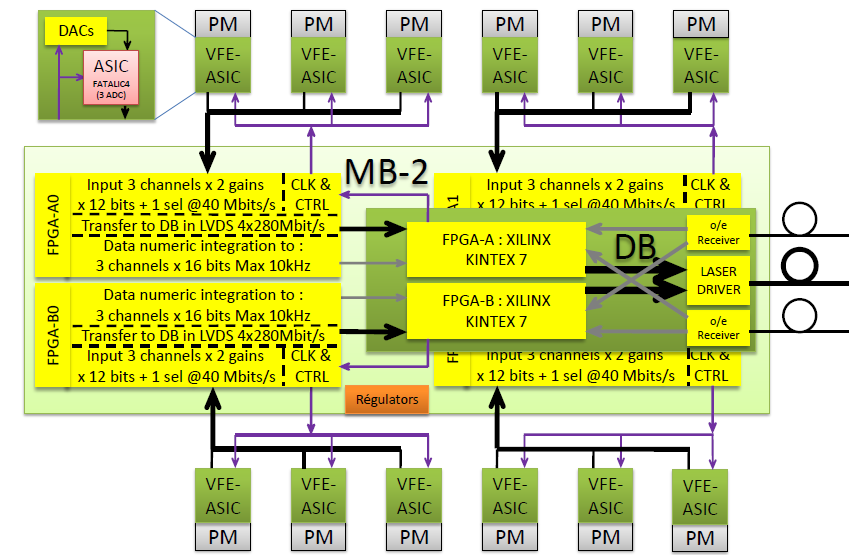 DACs
ASIC
FATALIC4
(3 ADC)
PM
VFE-
ASIC
PM
VFE-
ASIC
PM
VFE-
ASIC
PM
VFE-
ASIC
PM
VFE-
ASIC
PM
VFE-
ASIC
MB-2
FPGA-A0
Input 3 channels x 2 gains
x 12 bits + 1 sel @40 Mbits/s
CLK &
CTRL
Transfer to DB in LVDS 4x280Mbit/s
Data numeric integration to :
3 channels x 16 bits Max 10kHz
A1
Input 3 channels x 2 gains
x 12 bits + 1 sel @40 Mbits/s
CLK &
CTRL
FPGA-A : XILINX
KINTEX 7
DB
o/e
Receiver
LASER
DRIVER
FPGA-B : XILINX
KINTEX 7
o/e
Receiver
FPGA-B0
Data numeric integration to :
3 channels x 16 bits Max 10kHz
Transfer to DB in LVDS 4x280Mbit/s
Input 3 channels x 2 gains
x 12 bits + 1 sel @40 Mbits/s
CLK &
CTRL
Input 3 channels x 2 gains
x 12 bits + 1 sel @40 Mbits/s
CLK &
CTRL
Régulators
VFE-
ASIC
PM
VFE-
ASIC
PM
VFE-
ASIC
PM
VFE-
ASIC
PM
VFE-
ASIC
PM
VFE-
ASIC
PM